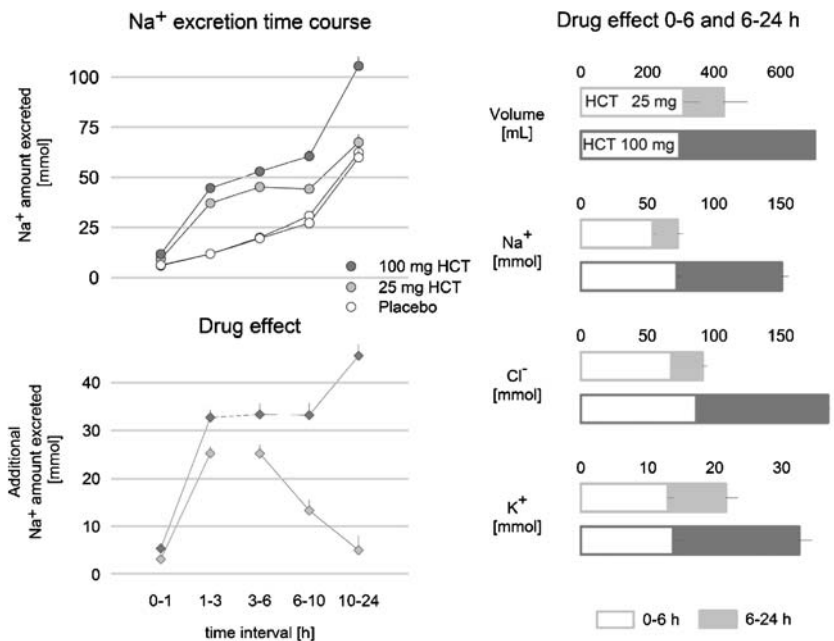 Na⁺ excretion time course
Na⁺ amount excreted
[mmol]
100
75
50
25
0
100 mg HCT
25 mg HCT
Placebo
Drug effect
Additional
Na⁺ amount excreted
[mmol]
40
30
20
10
0
0-1 1-3 3-6 6-10 10-24
time interval [h]
Drug effect 0-6 and 6-24 h
0 200 400 600
Volume
[mL]
HCT 25 mg
HCT 100 mg
0 50 100 150
Na⁺
[mmol]
0 50 100 150
Cl⁻
[mmol]
0 10 20 30
K⁺
[mmol]
0-6 h 6-24 h